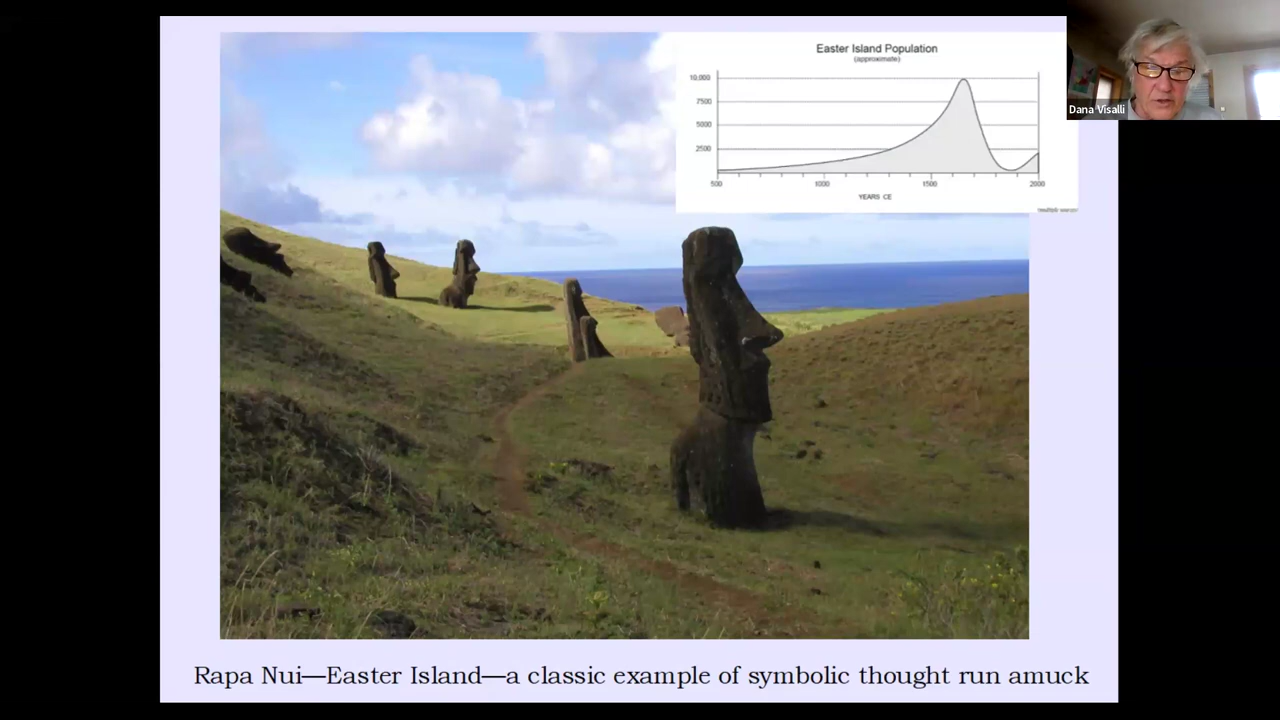 Easter Island Population
(approximate)
10,000
7500
5000
2500
500
1000
1500
2000
YEARS CE
Dana Visalli
Rapa Nui—Easter Island—a classic example of symbolic thought run amuck